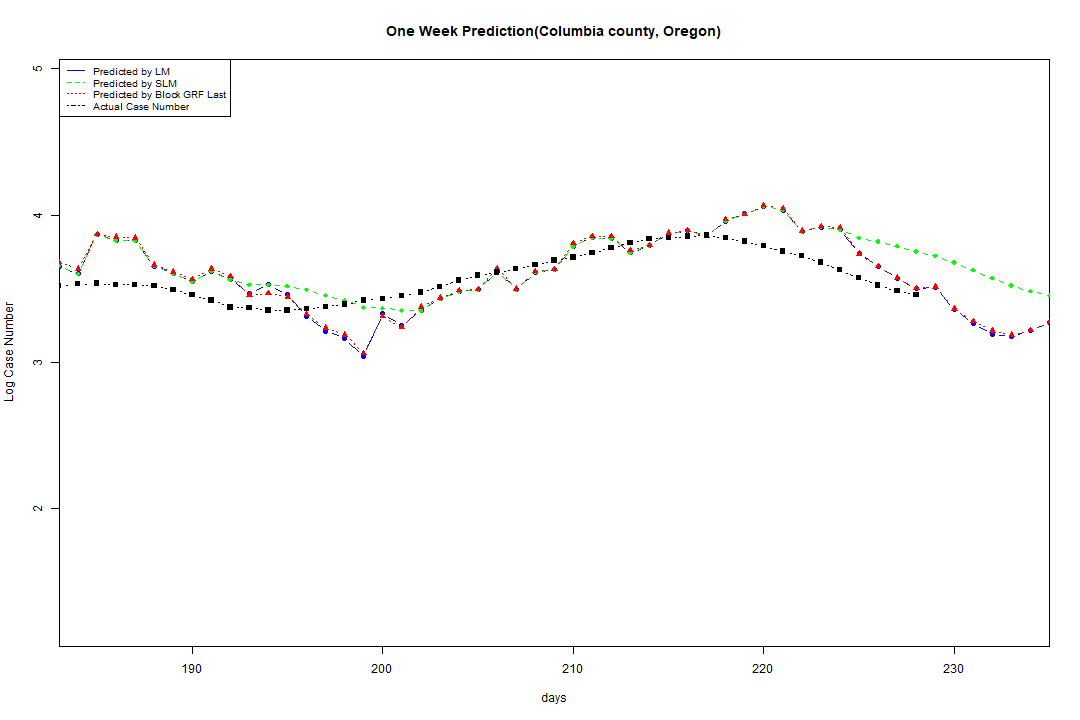 One Week Prediction(Columbia county, Oregon)
Predicted by LM
Predicted by SLM
Predicted by Block GRF Last
Actual Case Number
5
4
3
2
Log Case Number
190 200 210 220 230
days